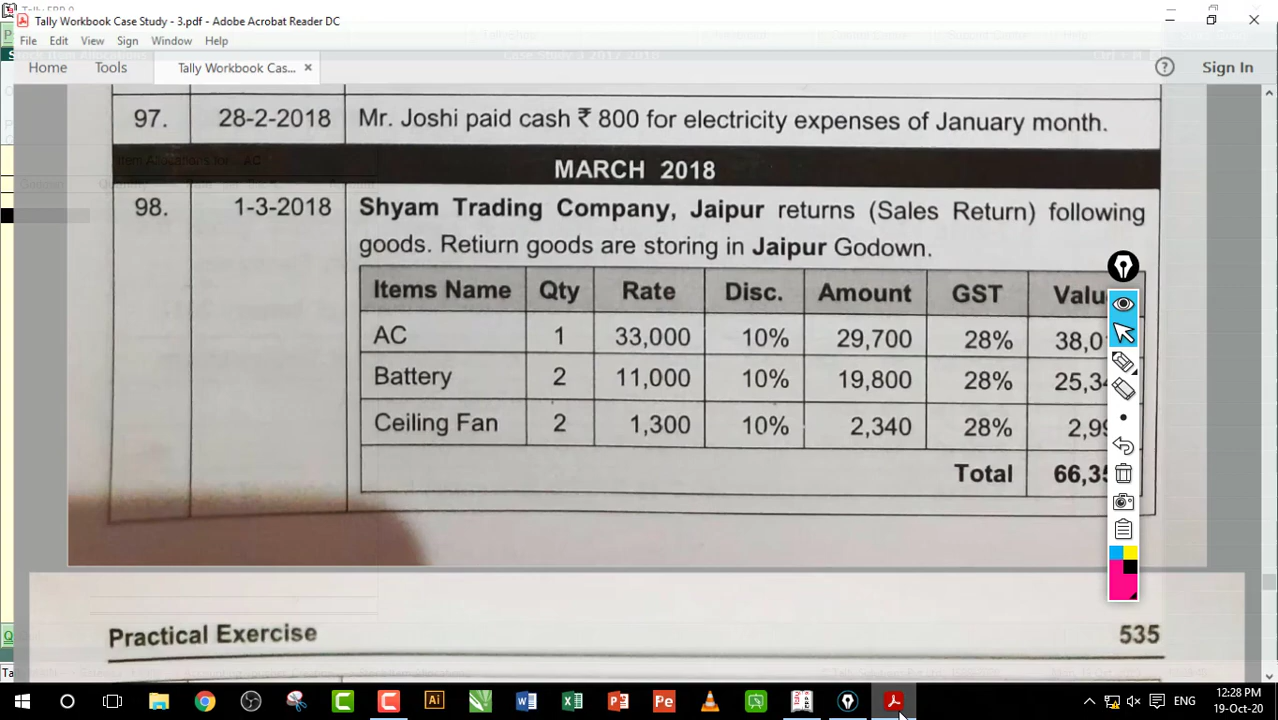 Tally Workbook Case Study - 3.pdf - Adobe Acrobat Reader DC
File Edit View Sign Window Help
Home Tools Tally Workbook Cas... Sign In
97. 28-2-2018 Mr. Joshi paid cash ₹ 800 for electricity expenses of January month.
MARCH 2018
98. 1-3-2018 Shyam Trading Company, Jaipur returns (Sales Return) following
goods. Retiurn goods are storing in Jaipur Godown.
Items Name Qty Rate Disc. Amount GST
AC 1 33,000 10% 29,700 28%
Battery 2 11,000 10% 19,800 28%
Ceiling Fan 2 1,300 10% 2,340 28%
Total
Practical Exercise 535
ENG
12:28 PM
19-Oct-20